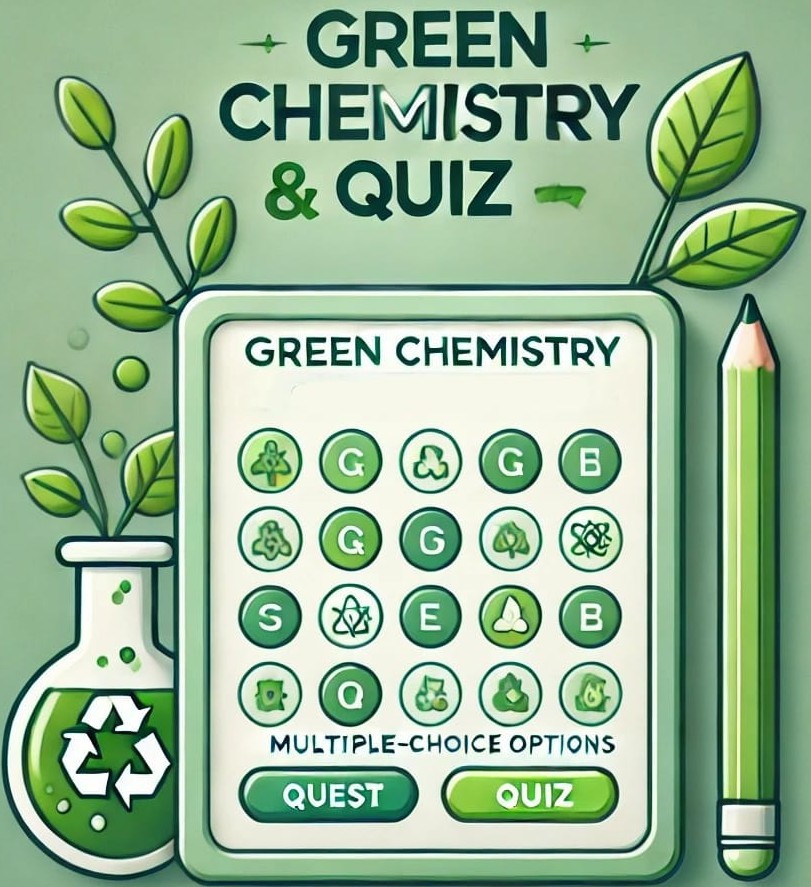 GREEN
CHEMISTRY
& QUIZ
GREEN CHEMISTRY
G G B
G G
S E B
Q
MULTIPLE-CHOICE OPTIONS
QUEST QUIZ